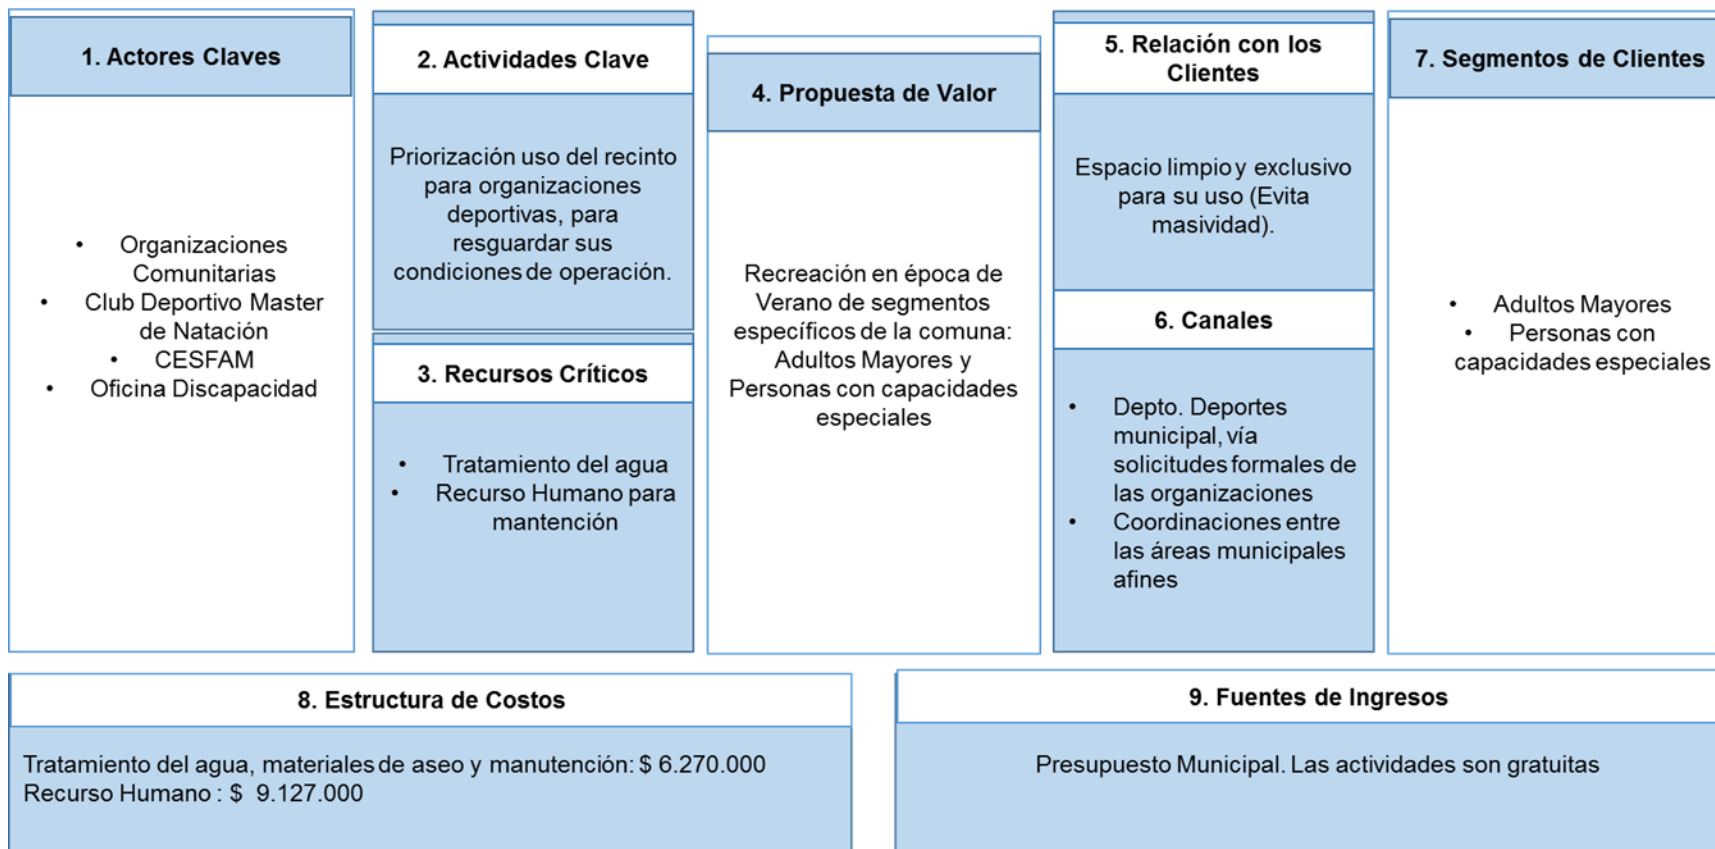 1. Actores Claves
• Organizaciones
Comunitarias
• Club Deportivo Master
de Natación
• CESFAM
• Oficina Discapacidad
2. Actividades Clave
Priorización uso del recinto
para organizaciones
deportivas, para
resguardar sus
condiciones de operación.
3. Recursos Críticos
• Tratamiento del agua
• Recurso Humano para
mantención
4. Propuesta de Valor
Recreación en época de
Verano de segmentos
específicos de la comuna:
Adultos Mayores y
Personas con capacidades
especiales
5. Relación con los
Clientes
Espacio limpio y exclusivo
para su uso (Evita
masividad).
6. Canales
• Depto. Deportes
municipal, vía
solicitudes formales de
las organizaciones
• Coordinaciones entre
las áreas municipales
afines
7. Segmentos de Clientes
• Adultos Mayores
• Personas con
capacidades especiales
8. Estructura de Costos
Tratamiento del agua, materiales de aseo y manutención: $ 6.270.000
Recurso Humano : $ 9.127.000
9. Fuentes de Ingresos
Presupuesto Municipal. Las actividades son gratuitas